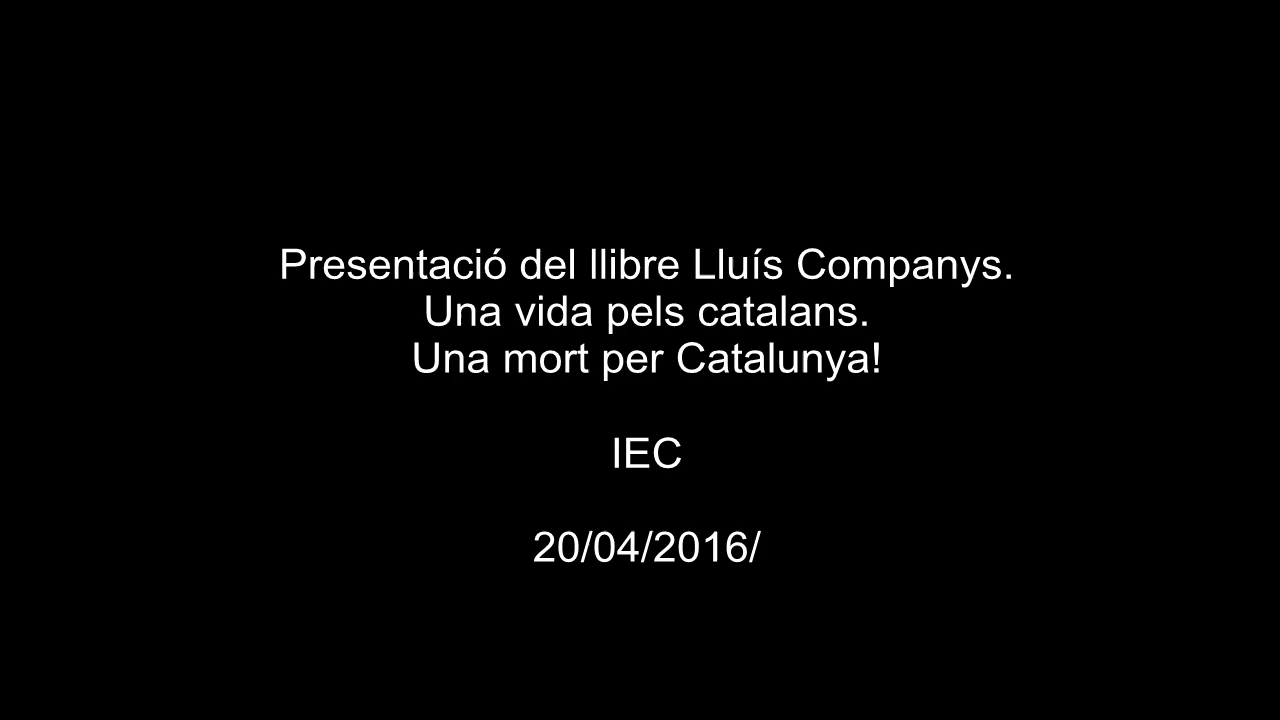 Presentació del llibre Lluís Companys.
Una vida pels catalans.
Una mort per Catalunya!
IEC
20/04/2016/